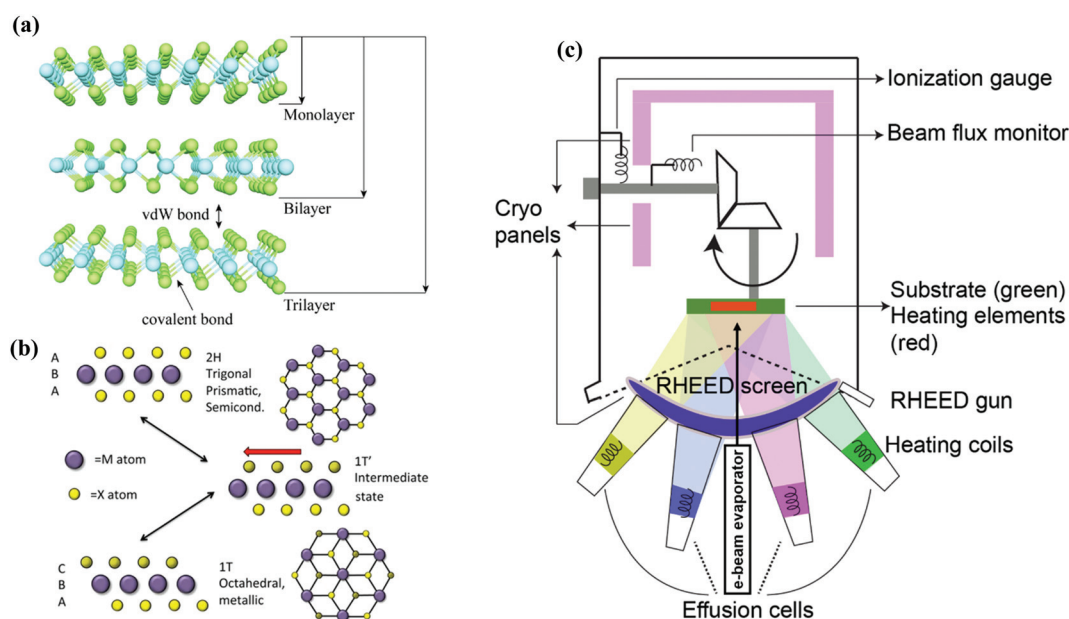 (a)
Monolayer
Bilayer
vdW bond
Trilayer
covalent bond
(b)
A
B
A
2H
Trigonal
Prismatic,
Semicond.
=M atom
=X atom
1T'
Intermediate
state
C
B
A
1T
Octahedral,
metallic
(c)
Ionization gauge
Beam flux monitor
Cryo
panels
Substrate (green)
Heating elements
(red)
RHEED screen
RHEED gun
Heating coils
e-beam evaporator
Effusion cells